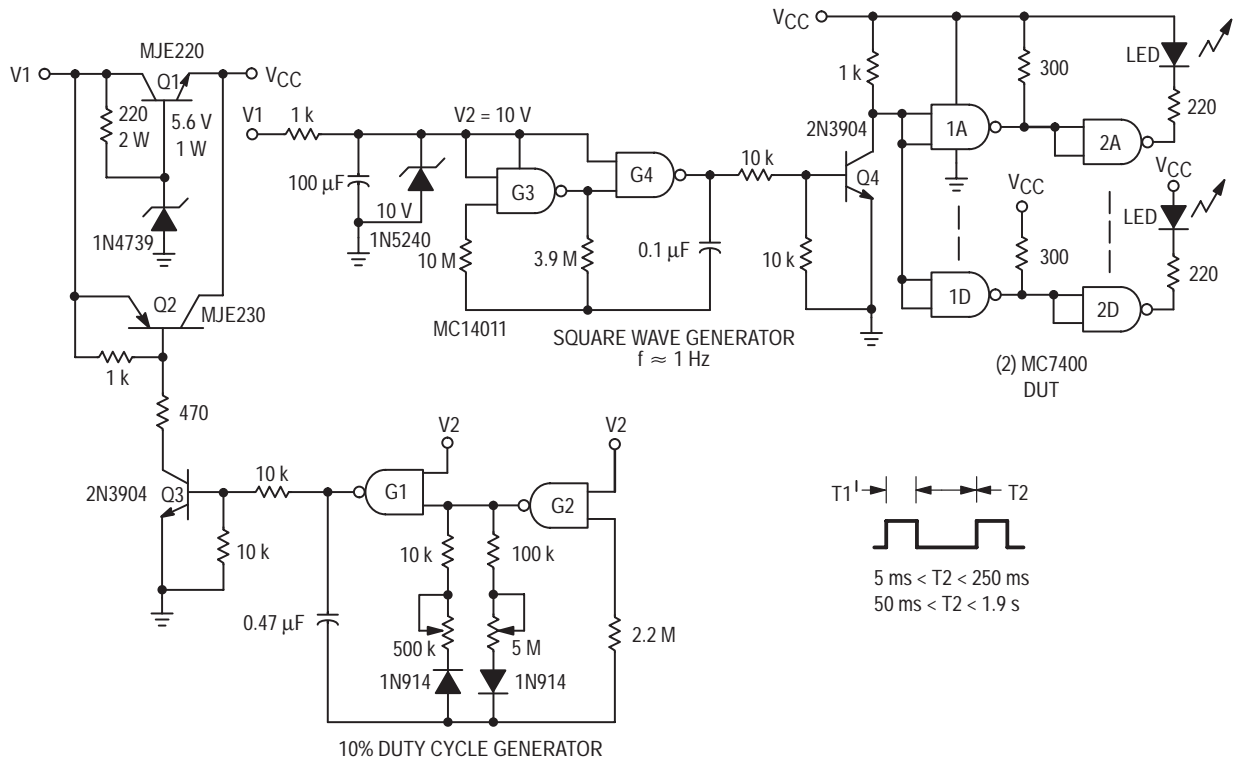 MJE220
V1
Q1
VCC
220
2 W
5.6 V
1 W
1N4739
Q2
MJE230
1 k
470
2N3904
Q3
10 k
10 k
V1
1 k
V2 = 10 V
100 µF
10 V
1N5240
G3
G4
10 M
3.9 M
0.1 µF
MC14011
SQUARE WAVE GENERATOR
f ≈ 1 Hz
10 k
10 k
2N3904
Q4
VCC
1 k
300
1A
2A
LED
220
VCC
VCC
LED
300
220
1D
2D
(2) MC7400
DUT
V2
V2
G1
G2
10 k
100 k
0.47 µF
500 k
5 M
2.2 M
1N914
1N914
10% DUTY CYCLE GENERATOR
T1
T2
5 ms < T2 < 250 ms
50 ms < T2 < 1.9 s